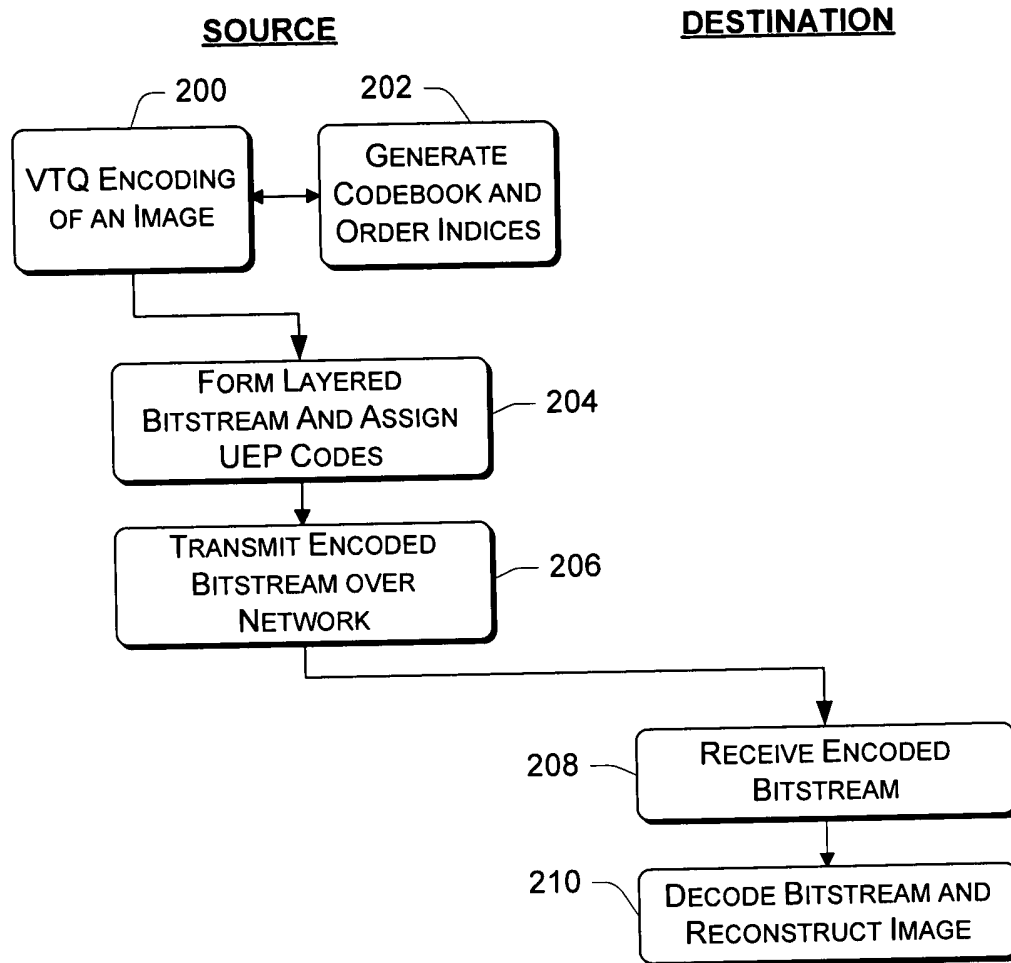 SOURCE
DESTINATION
200
202
VTQ ENCODING
OF AN IMAGE
GENERATE
CODEBOOK AND
ORDER INDICES
FORM LAYERED
BITSTREAM AND ASSIGN
UEP CODES
204
TRANSMIT ENCODED
BITSTREAM OVER
NETWORK
206
208
RECEIVE ENCODED
BITSTREAM
210
DECODE BITSTREAM AND
RECONSTRUCT IMAGE